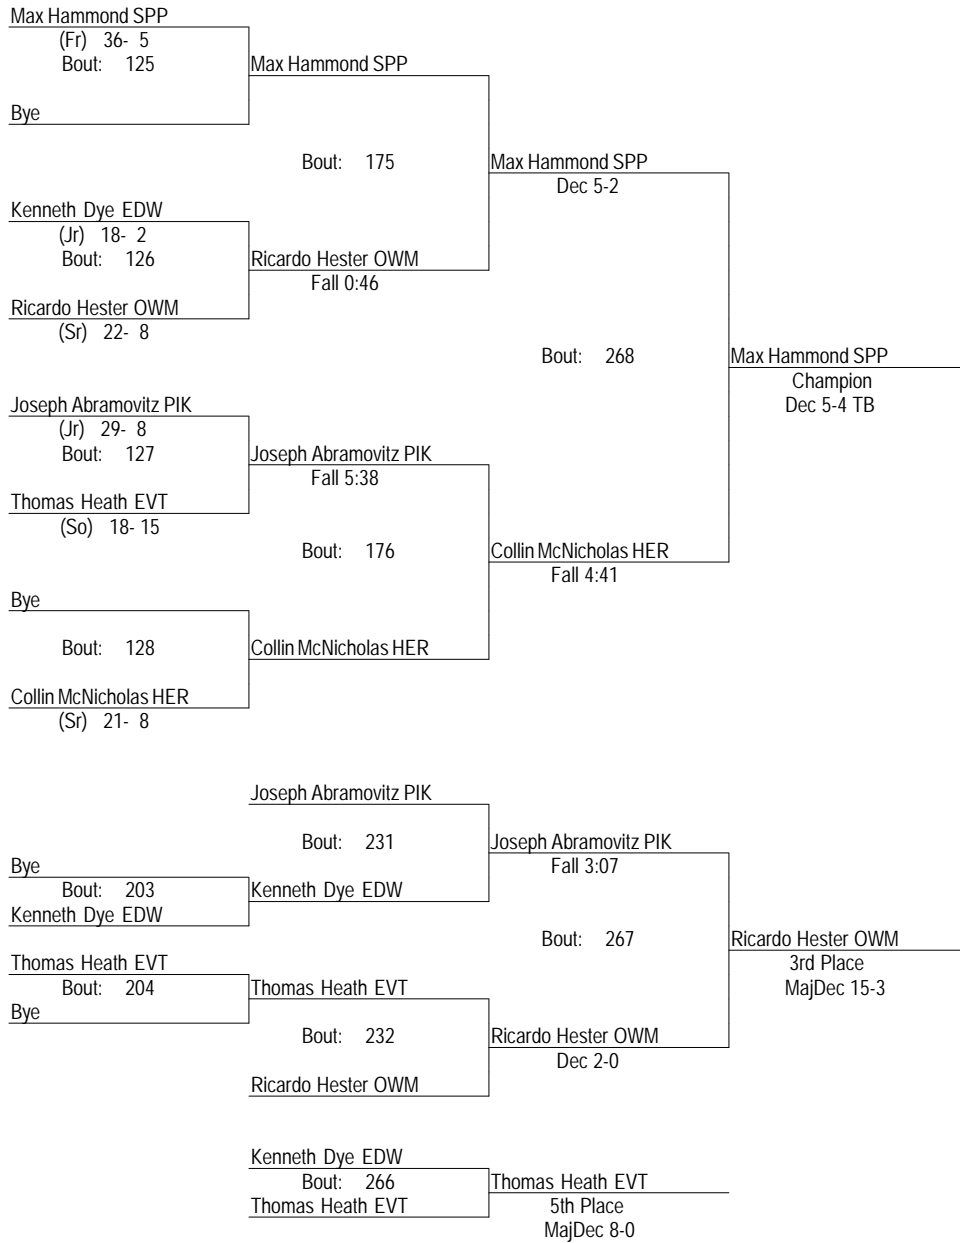 Max Hammond SPP
(Fr) 36- 5
Bout: 125
Max Hammond SPP
Bye
Bout: 175
Max Hammond SPP
Dec 5-2
Kenneth Dye EDW
(Jr) 18- 2
Bout: 126
Ricardo Hester OWM
Fall 0:46
Ricardo Hester OWM
(Sr) 22- 8
Bout: 268
Max Hammond SPP
Champion
Dec 5-4 TB
Joseph Abramovitz PIK
(Jr) 29- 8
Bout: 127
Joseph Abramovitz PIK
Fall 5:38
Thomas Heath EVT
(So) 18- 15
Bout: 176
Collin McNicholas HER
Fall 4:41
Bye
Bout: 128
Collin McNicholas HER
Collin McNicholas HER
(Sr) 21- 8
Joseph Abramovitz PIK
Bout: 231
Joseph Abramovitz PIK
Fall 3:07
Bye
Bout: 203
Kenneth Dye EDW
Kenneth Dye EDW
Bout: 267
Ricardo Hester OWM
3rd Place
MajDec 15-3
Thomas Heath EVT
Bout: 204
Thomas Heath EVT
Bye
Bout: 232
Ricardo Hester OWM
Dec 2-0
Ricardo Hester OWM
Kenneth Dye EDW
Bout: 266
Thomas Heath EVT
Thomas Heath EVT
5th Place
MajDec 8-0